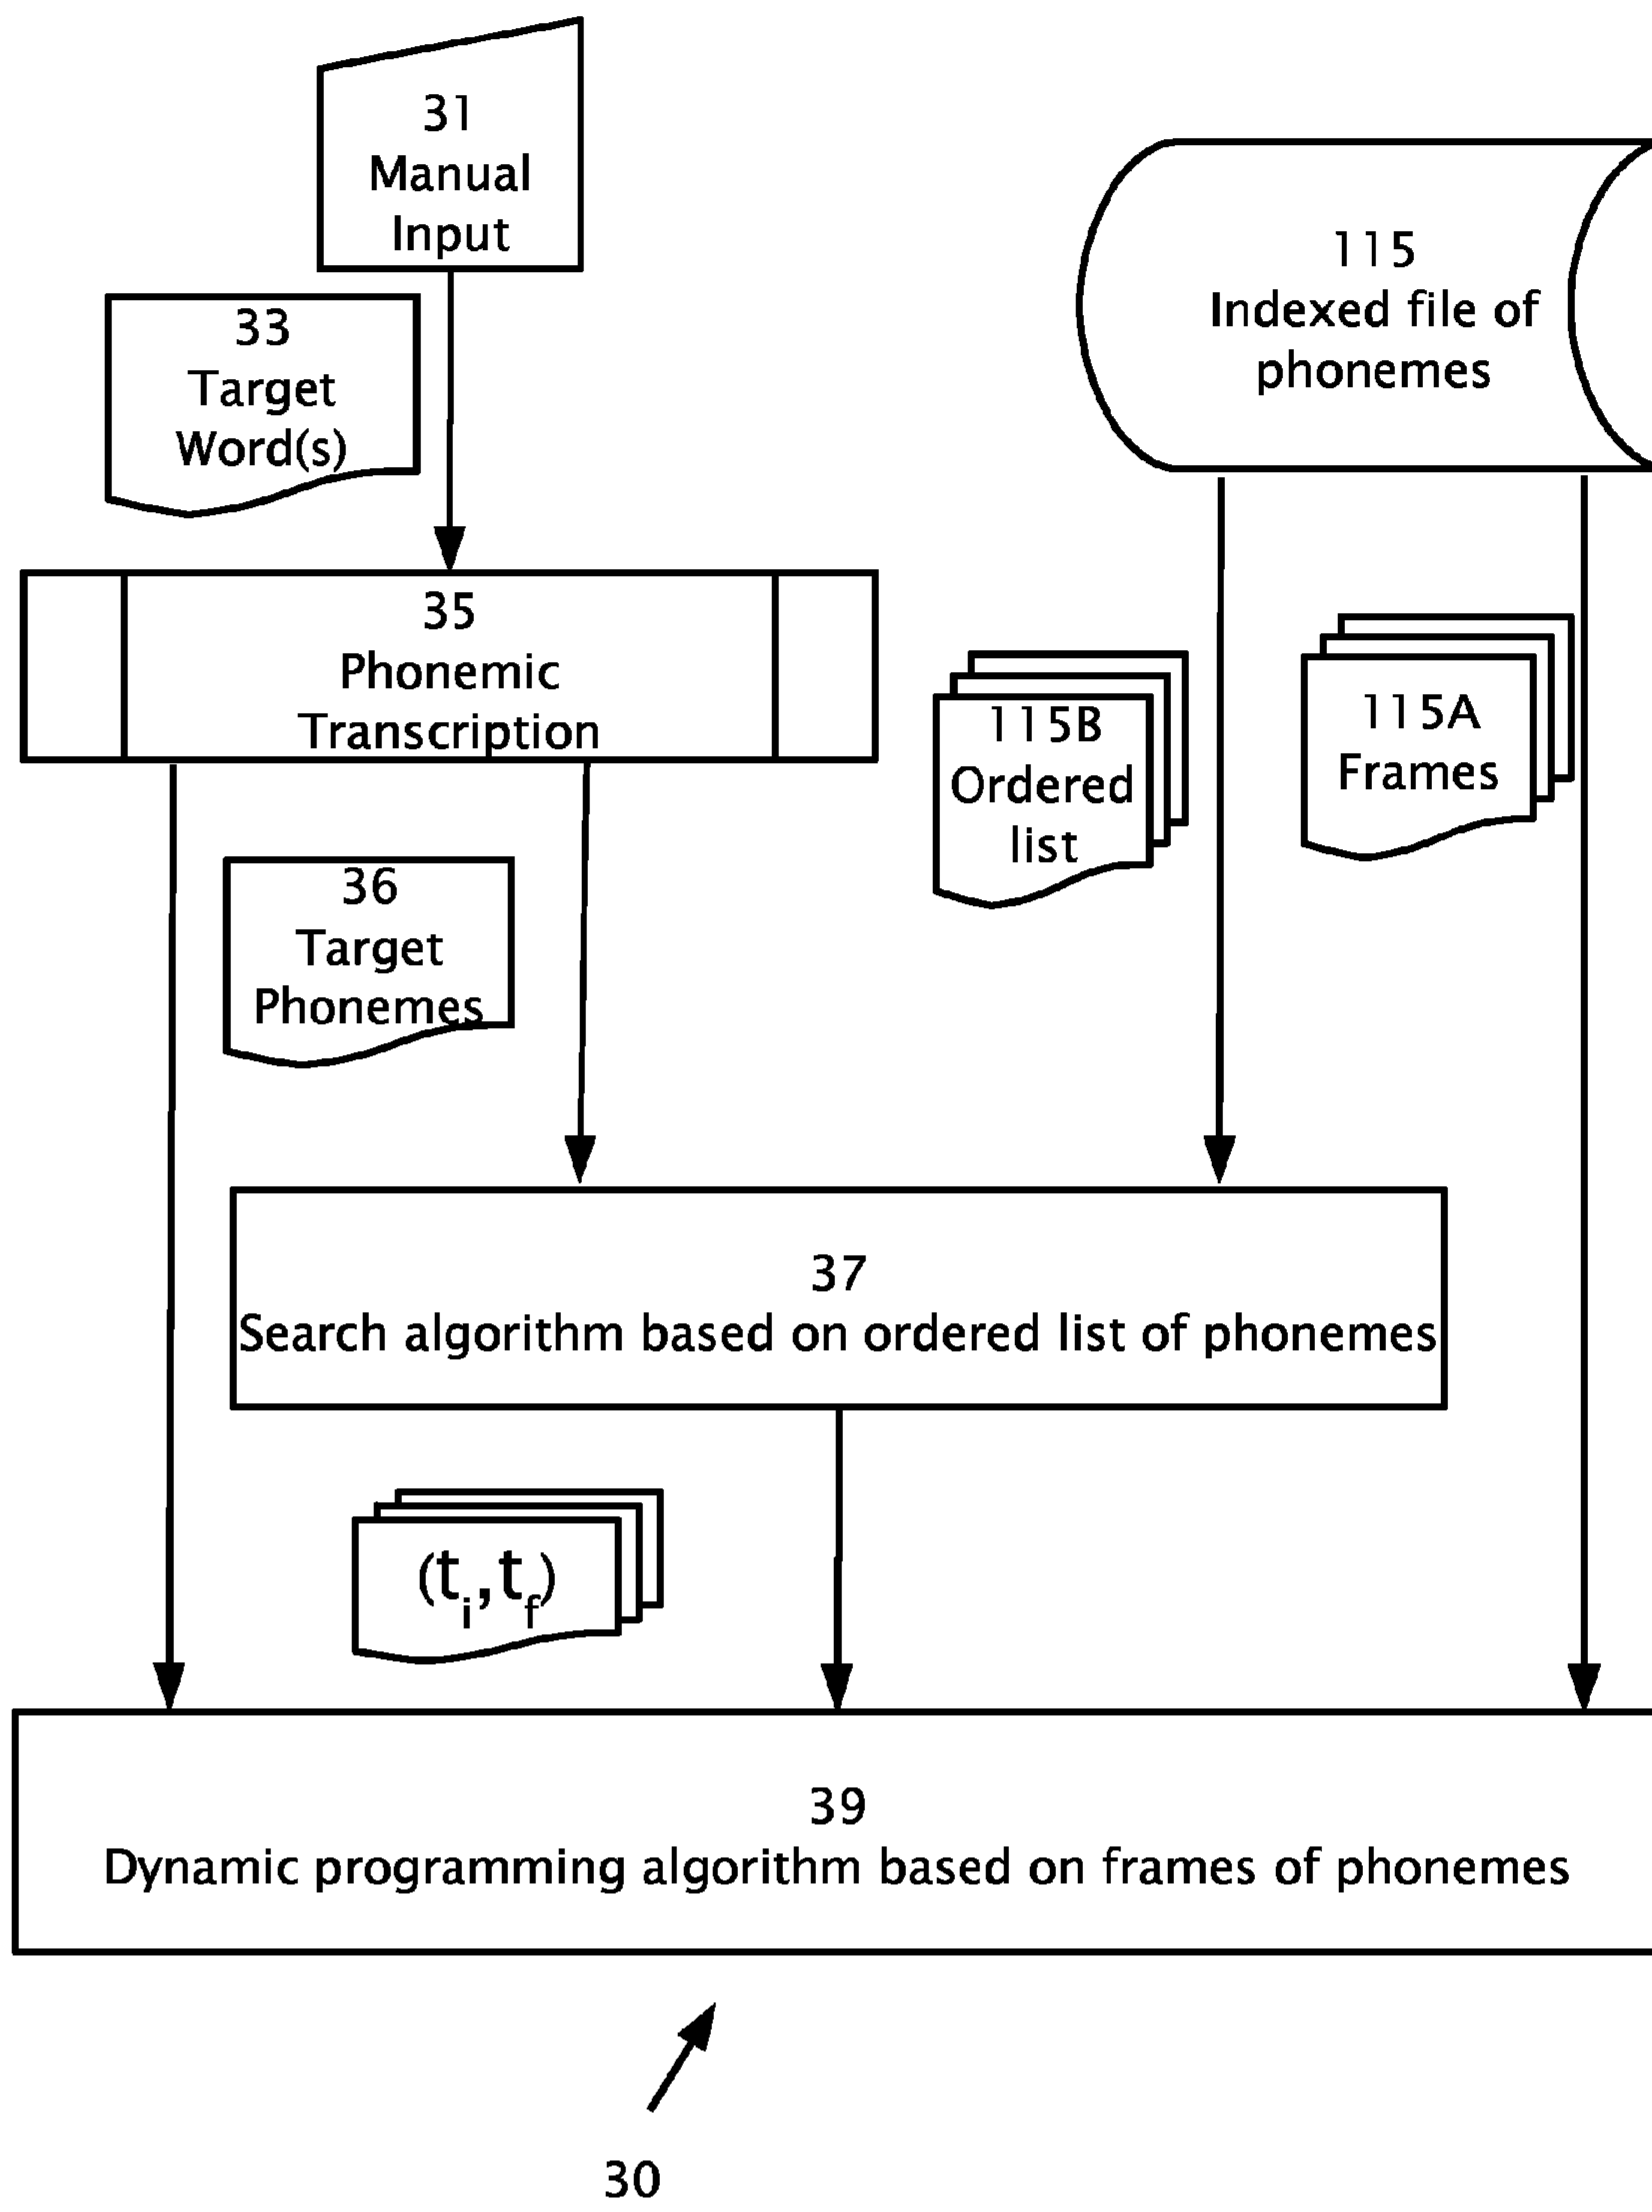 31
Manual
Input
33
Target
Word(s)
115
Indexed file of
phonemes
35
Phonemic
Transcription
115B
Ordered
list
115A
Frames
36
Target
Phonemes
37
Search algorithm based on ordered list of phonemes
(ti,tf)
39
Dynamic programming algorithm based on frames of phonemes
30